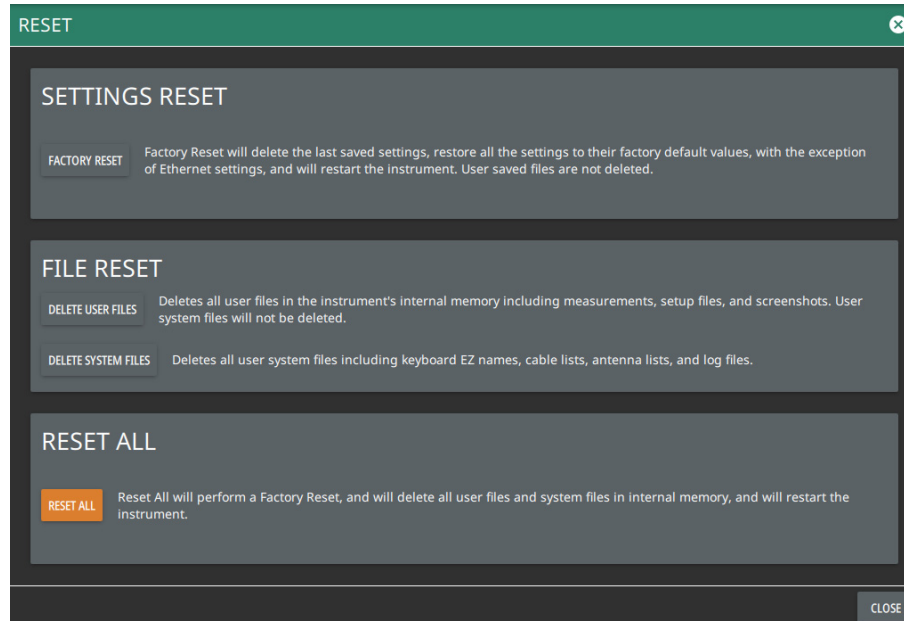 RESET
SETTINGS RESET
FACTORY RESET
Factory Reset will delete the last saved settings, restore all the settings to their factory default values, with the exception
of Ethernet settings, and will restart the instrument. User saved files are not deleted.
FILE RESET
DELETE USER FILES
Deletes all user files in the instrument's internal memory including measurements, setup files, and screenshots. User
system files will not be deleted.
DELETE SYSTEM FILES
Deletes all user system files including keyboard EZ names, cable lists, antenna lists, and log files.
RESET ALL
RESET ALL
Reset All will perform a Factory Reset, and will delete all user files and system files in internal memory, and will restart the
instrument.
CLOSE